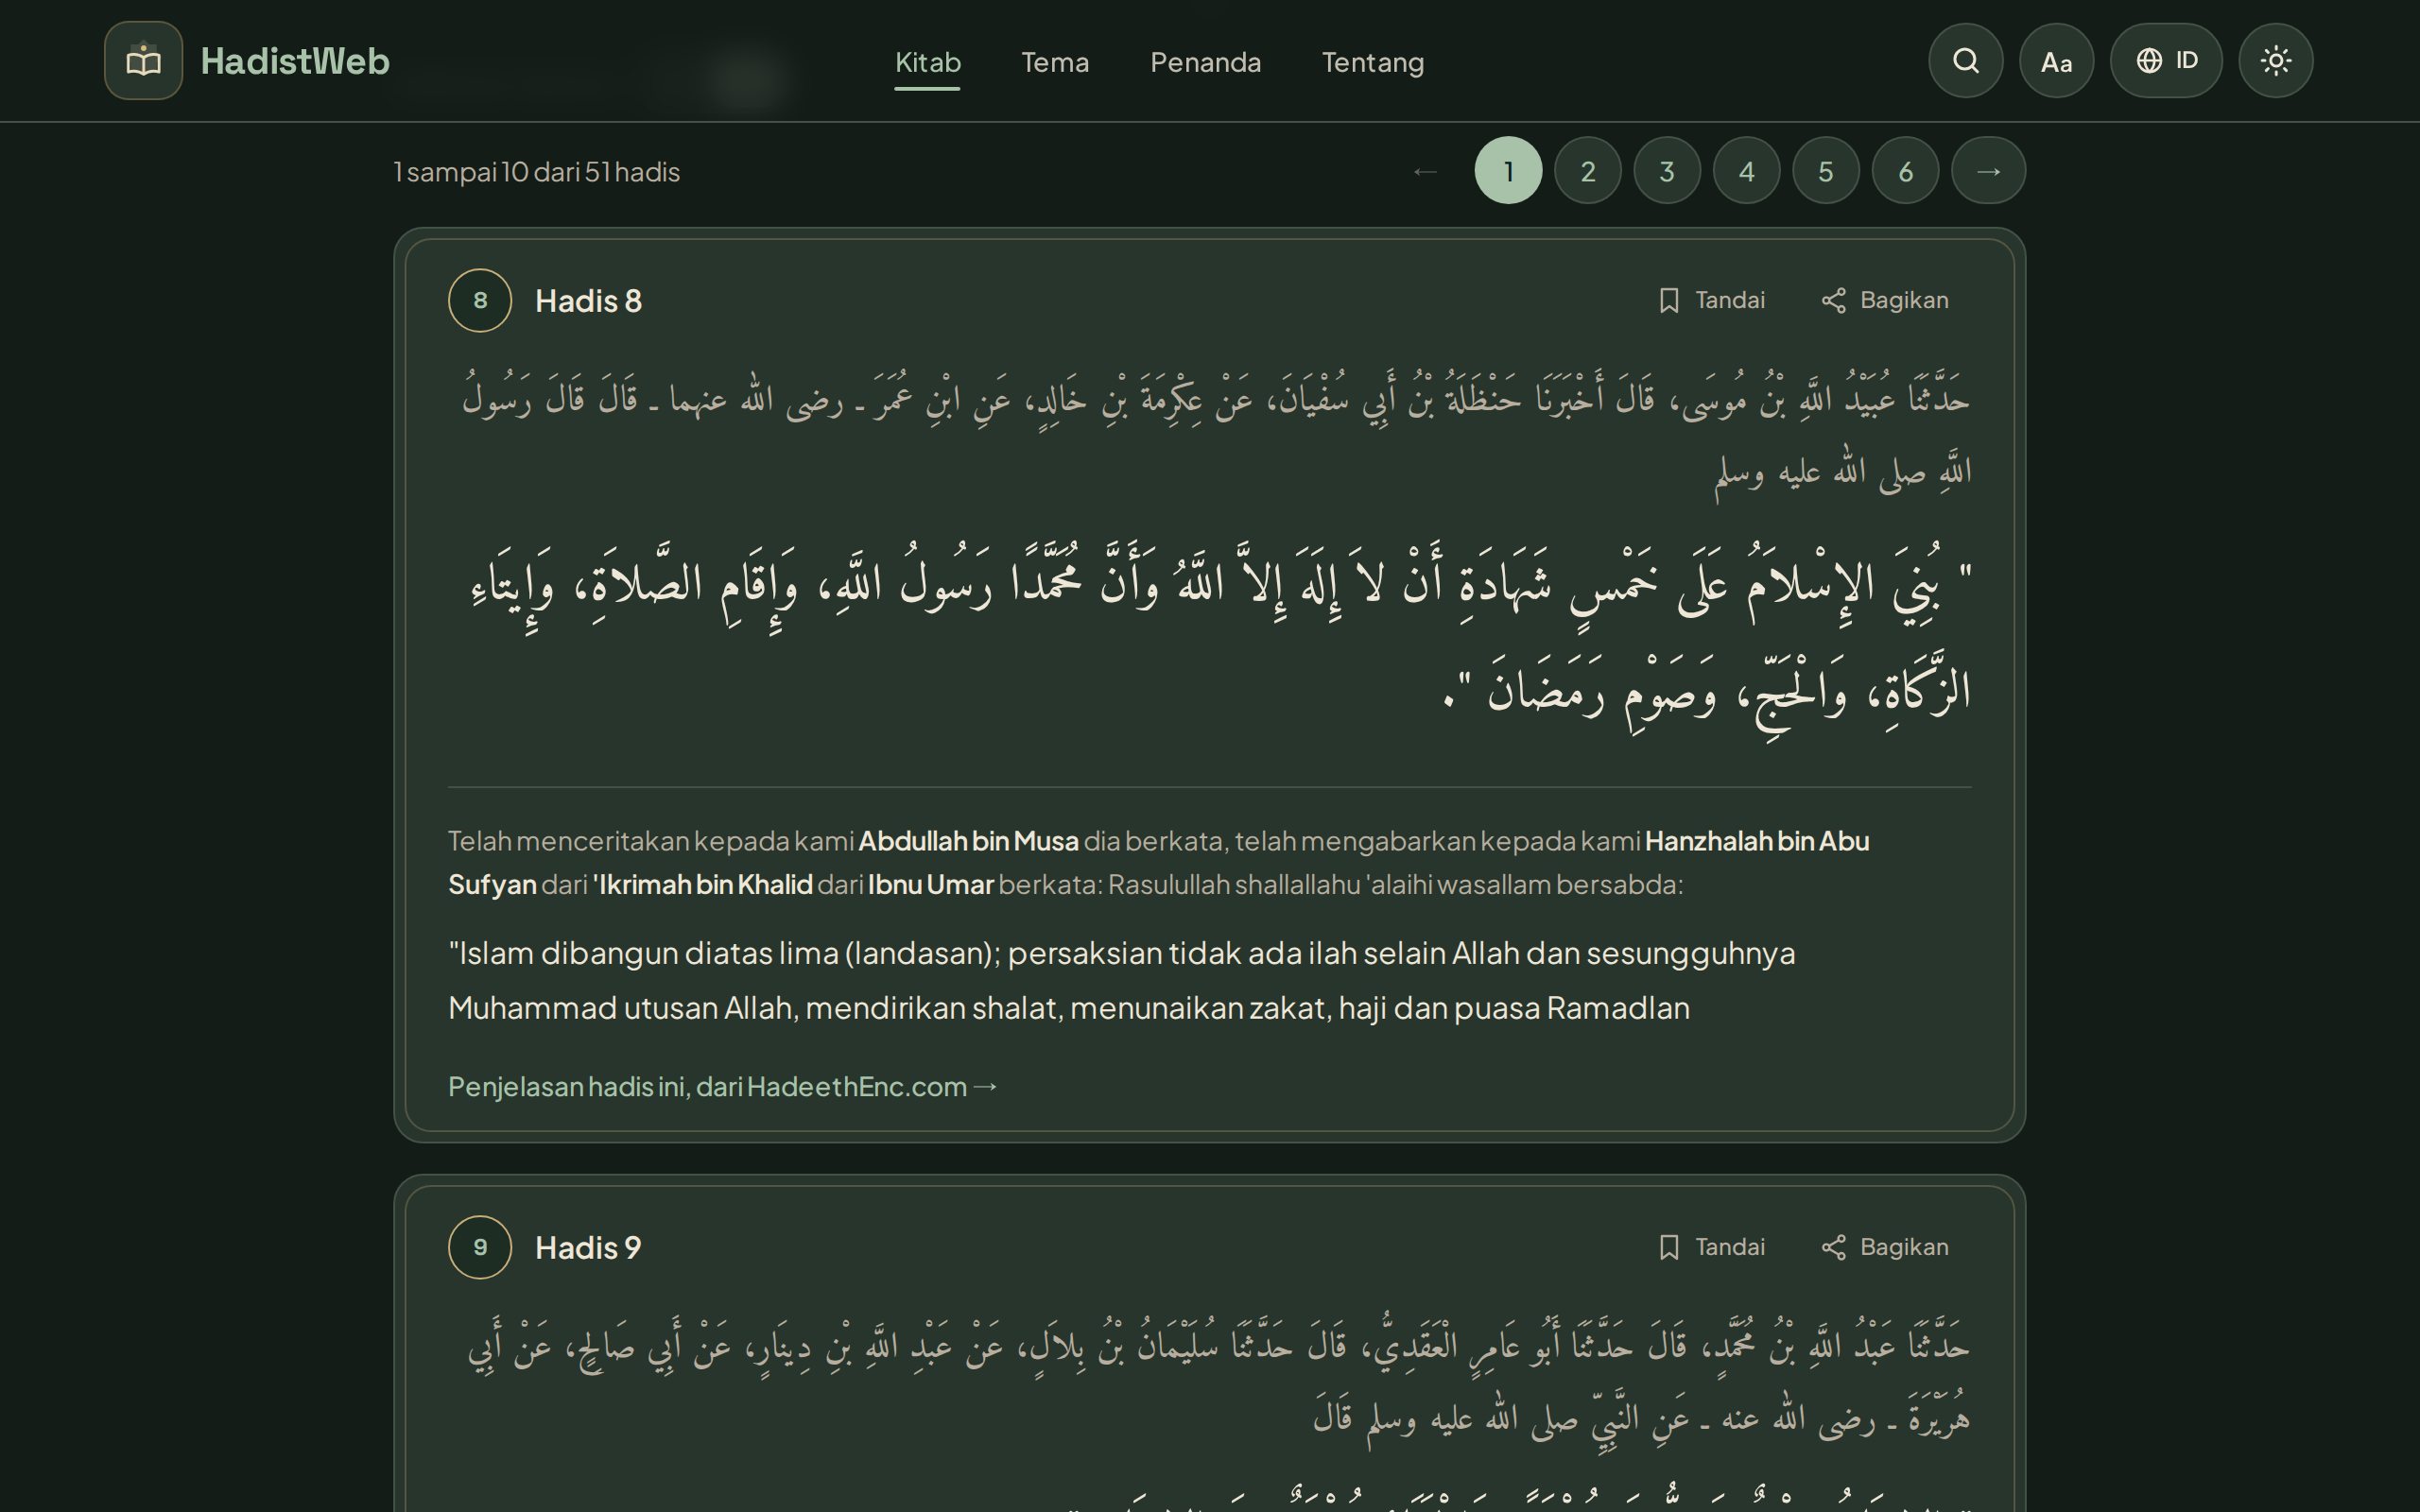 HadistWeb
Kitab
Tema
Penanda
Tentang
Aa
ID
1 sampai 10 dari 51 hadis
← 1 2 3 4 5 6 →
8
Hadis 8
Tandai
Bagikan
حَدَّثَنَا عُبَيْدُ اللَّهِ بْنُ مُوسَى، قَالَ أَخْبَرَنَا حَنْظَلَةُ بْنُ أَبِي سُفْيَانَ، عَنْ عِكْرِمَةَ بْنِ خَالِدٍ، عَنِ ابْنِ عُمَرَ ـ رضى الله عنهما ـ قَالَ قَالَ رَسُولُ
اللَّهِ صلى الله عليه وسلم
" بُنِيَ الإِسْلاَمُ عَلَى خَمْسٍ شَهَادَةِ أَنْ لاَ إِلَهَ إِلاَّ اللَّهُ وَأَنَّ مُحَمَّدًا رَسُولُ اللَّهِ، وَإِقَامِ الصَّلاَةِ، وَإِيتَاءِ
الزَّكَاةِ، وَالْحَجِّ، وَصَوْمِ رَمَضَانَ ".
Telah menceritakan kepada kami Abdullah bin Musa dia berkata, telah mengabarkan kepada kami Hanzhalah bin Abu
Sufyan dari 'Ikrimah bin Khalid dari Ibnu Umar berkata: Rasulullah shallallahu 'alaihi wasallam bersabda:
"Islam dibangun diatas lima (landasan); persaksian tidak ada ilah selain Allah dan sesungguhnya
Muhammad utusan Allah, mendirikan shalat, menunaikan zakat, haji dan puasa Ramadlan
Penjelasan hadis ini, dari HadeethEnc.com →
9
Hadis 9
Tandai
Bagikan
حَدَّثَنَا عَبْدُ اللَّهِ بْنُ مُحَمَّدٍ، قَالَ حَدَّثَنَا أَبُو عَامِرٍ الْعَقَدِيُّ، قَالَ حَدَّثَنَا سُلَيْمَانُ بْنُ بِلاَلٍ، عَنْ عَبْدِ اللَّهِ بْنِ دِينَارٍ، عَنْ أَبِي صَالِحٍ، عَنْ أَبِي
هُرَيْرَةَ ـ رضى الله عنه ـ عَنِ النَّبِيِّ صلى الله عليه وسلم قَالَ